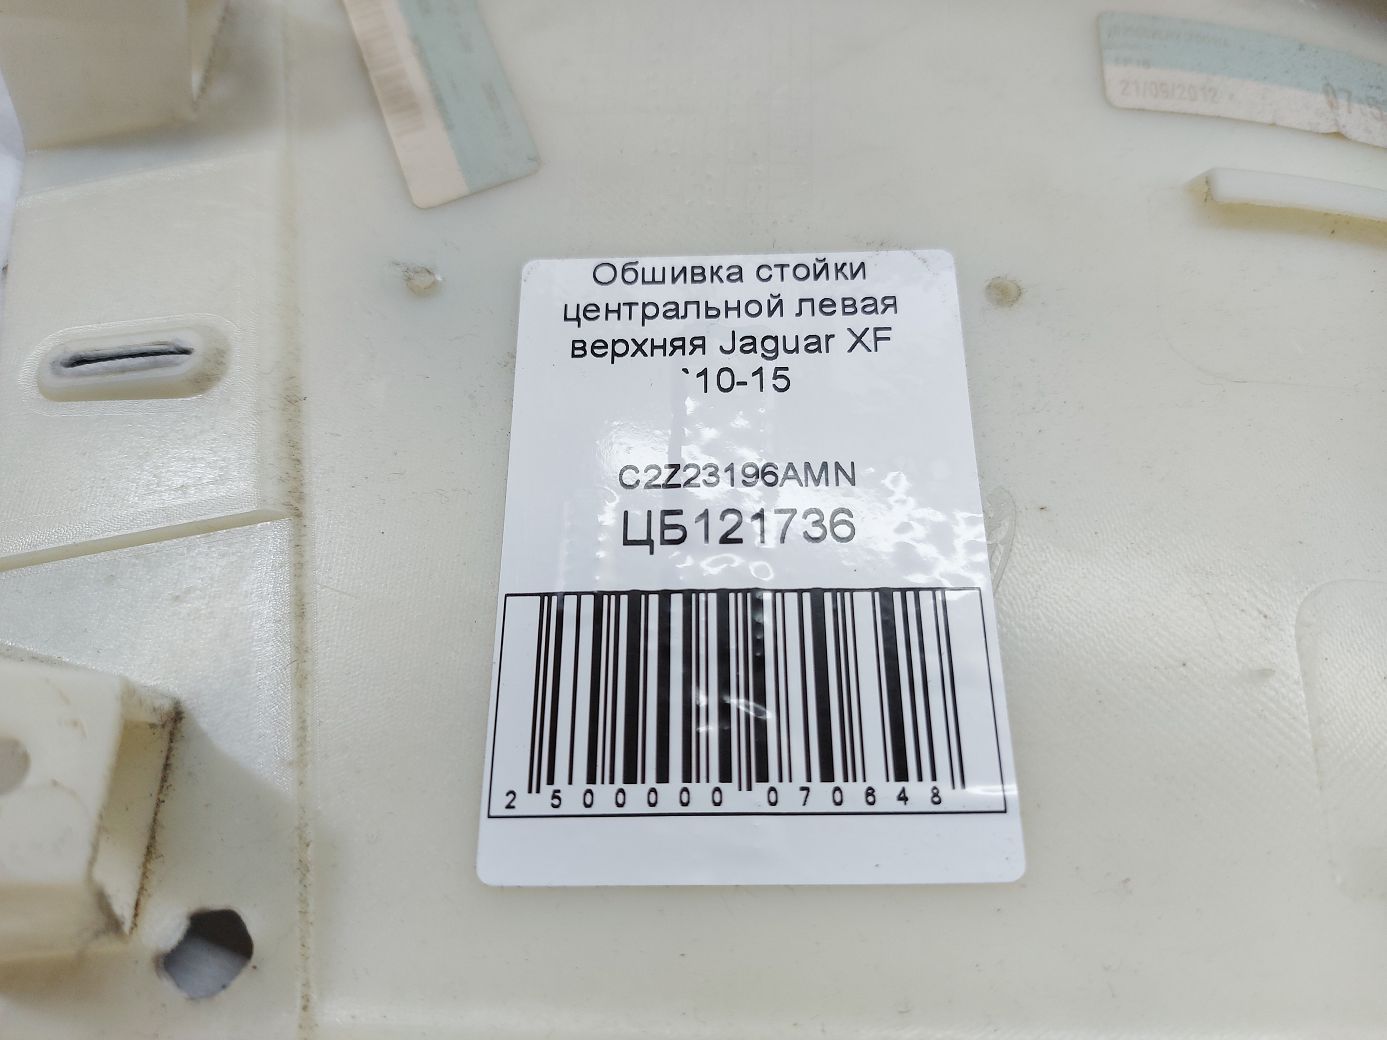 21/09/2012
Обшивка стойки
центральной левая
верхняя Jaguar XF
`10-15
C2Z23196AMN
ЦБ121736
2 500000 070648